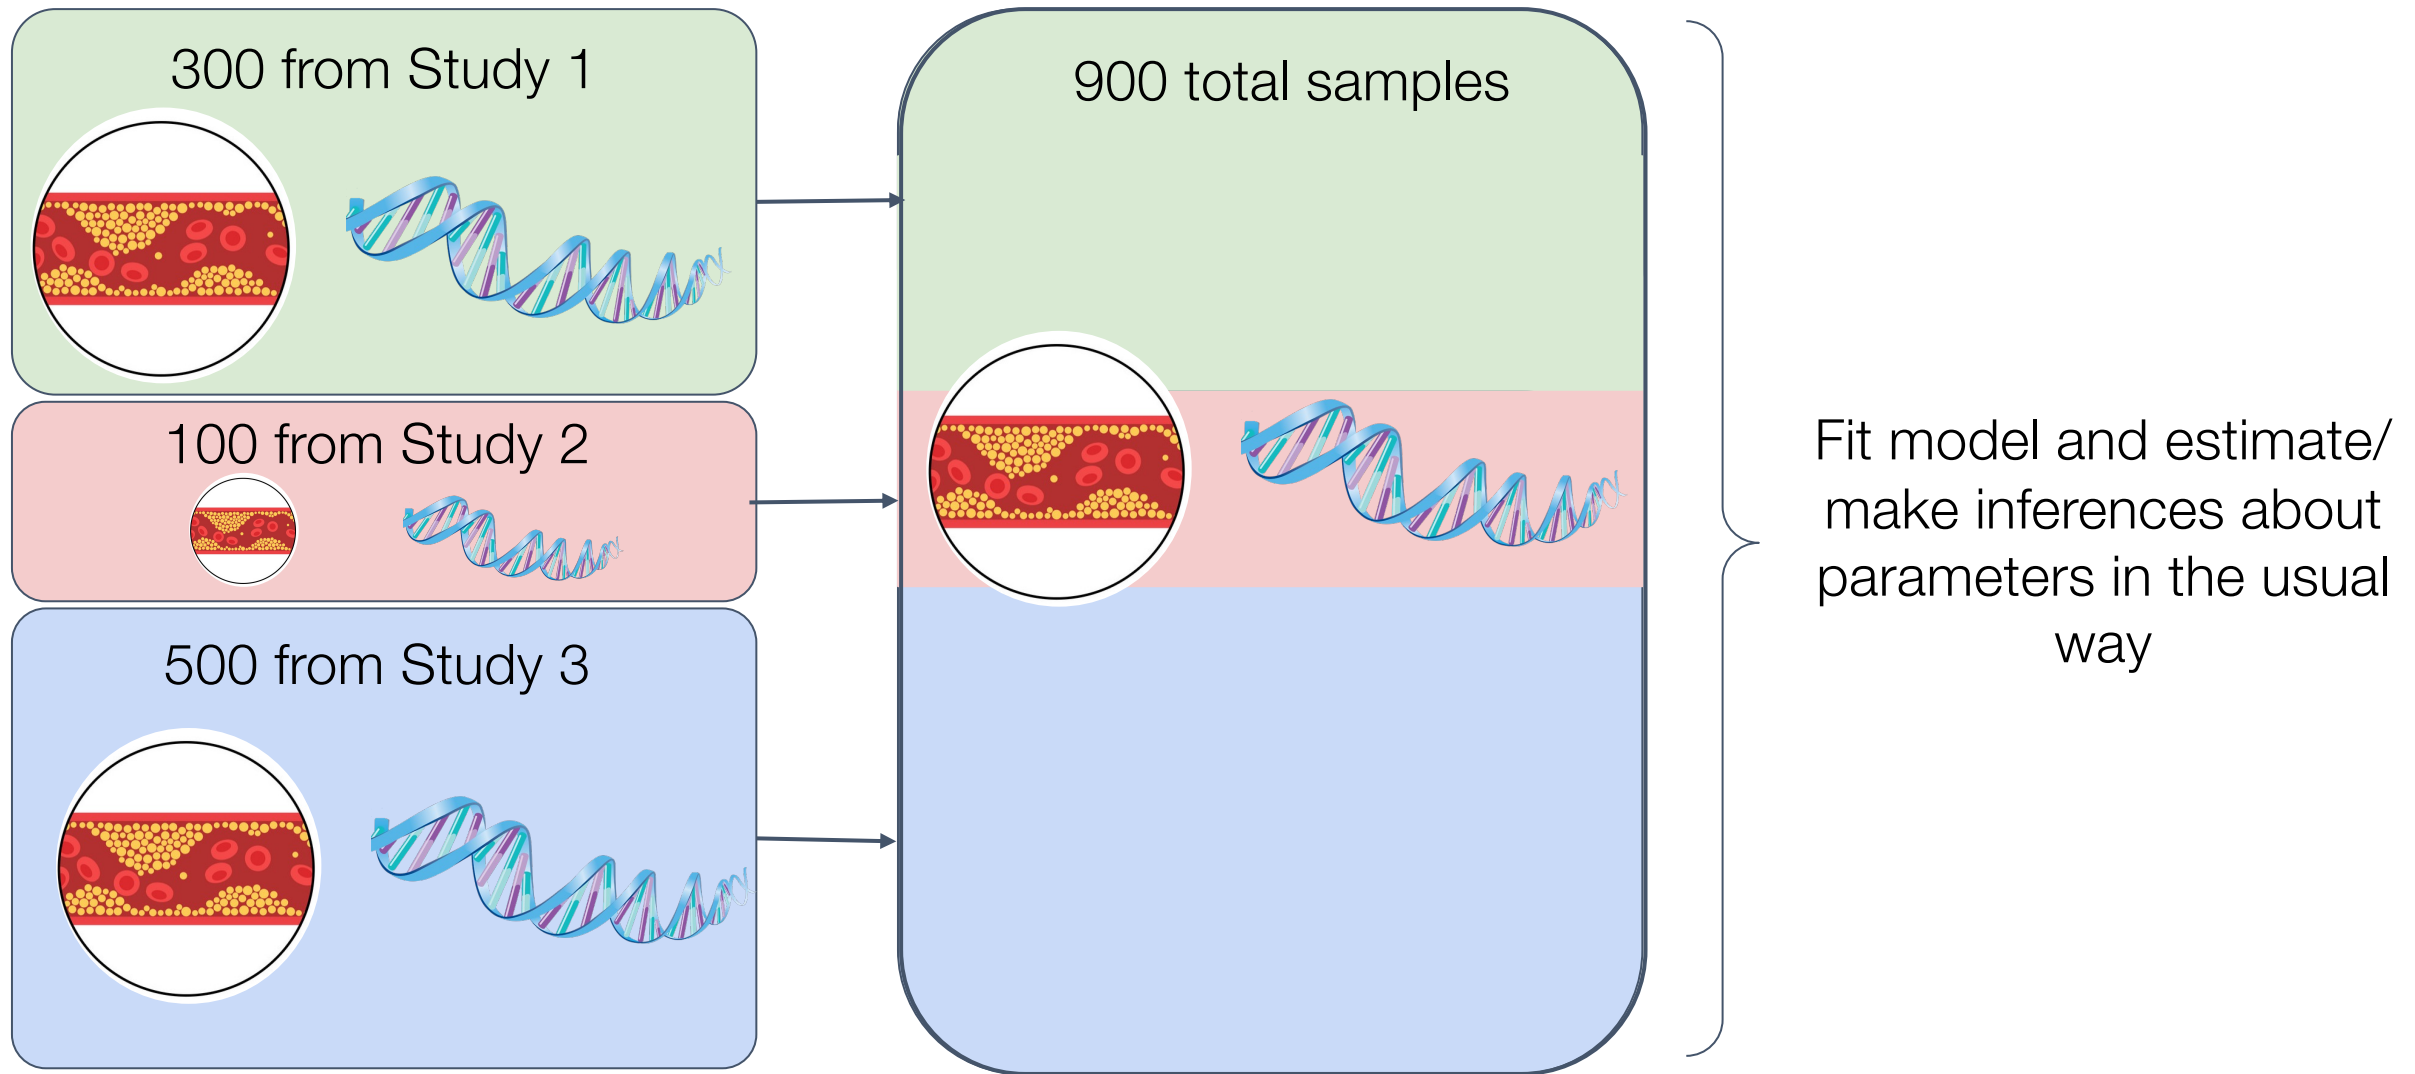 300 from Study 1
900 total samples
100 from Study 2
500 from Study 3
Fit model and estimate/
make inferences about
parameters in the usual
way